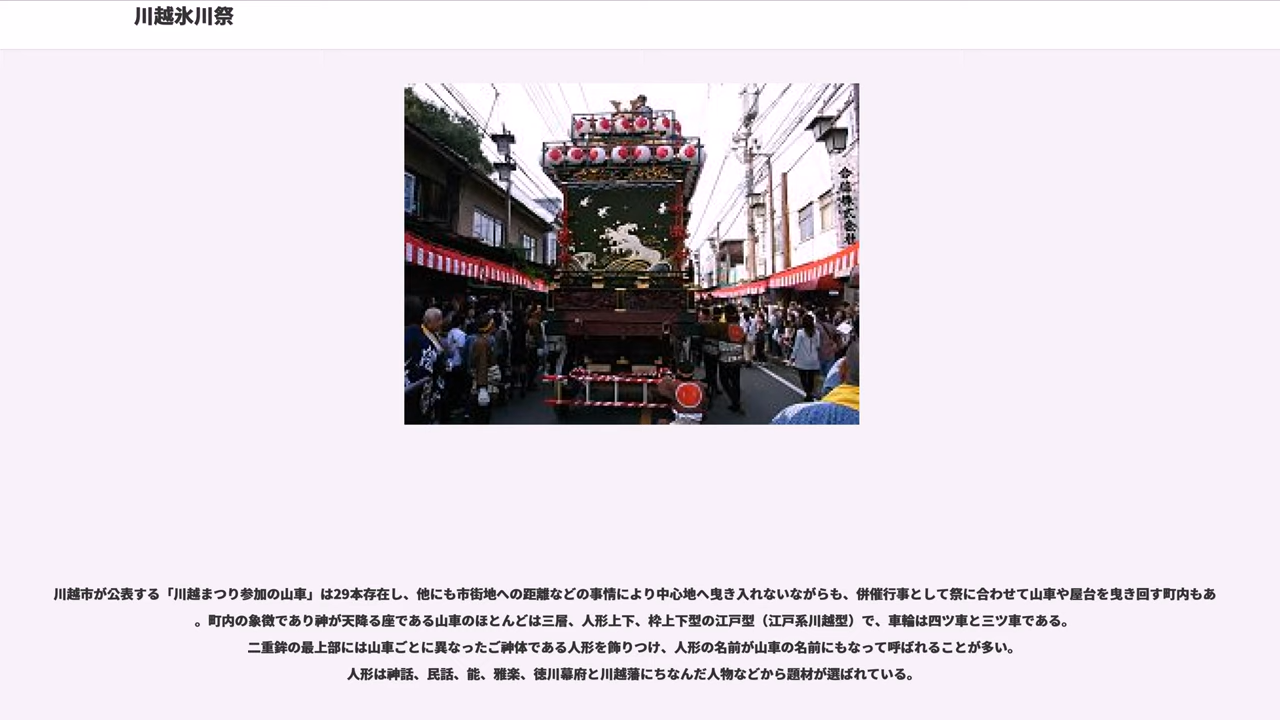 川越氷川祭
合信株式会社
川越市が公表する「川越まつり参加の山車」は29本存在し、他にも市街地への距離などの事情により中心地へ曳き入れないながらも、併催行事として祭に合わせて山車や屋台を曳き回す町内もあ
。町内の象徴であり神が天降る座である山車のほとんどは三層、人形上下、枠上下型の江戸型（江戸系川越型）で、車輪は四ツ車と三ツ車である。
二重鉾の最上部には山車ごとに異なったご神体である人形を飾りつけ、人形の名前が山車の名前にもなって呼ばれることが多い。
人形は神話、民話、能、雅楽、徳川幕府と川越藩にちなんだ人物などから題材が選ばれている。